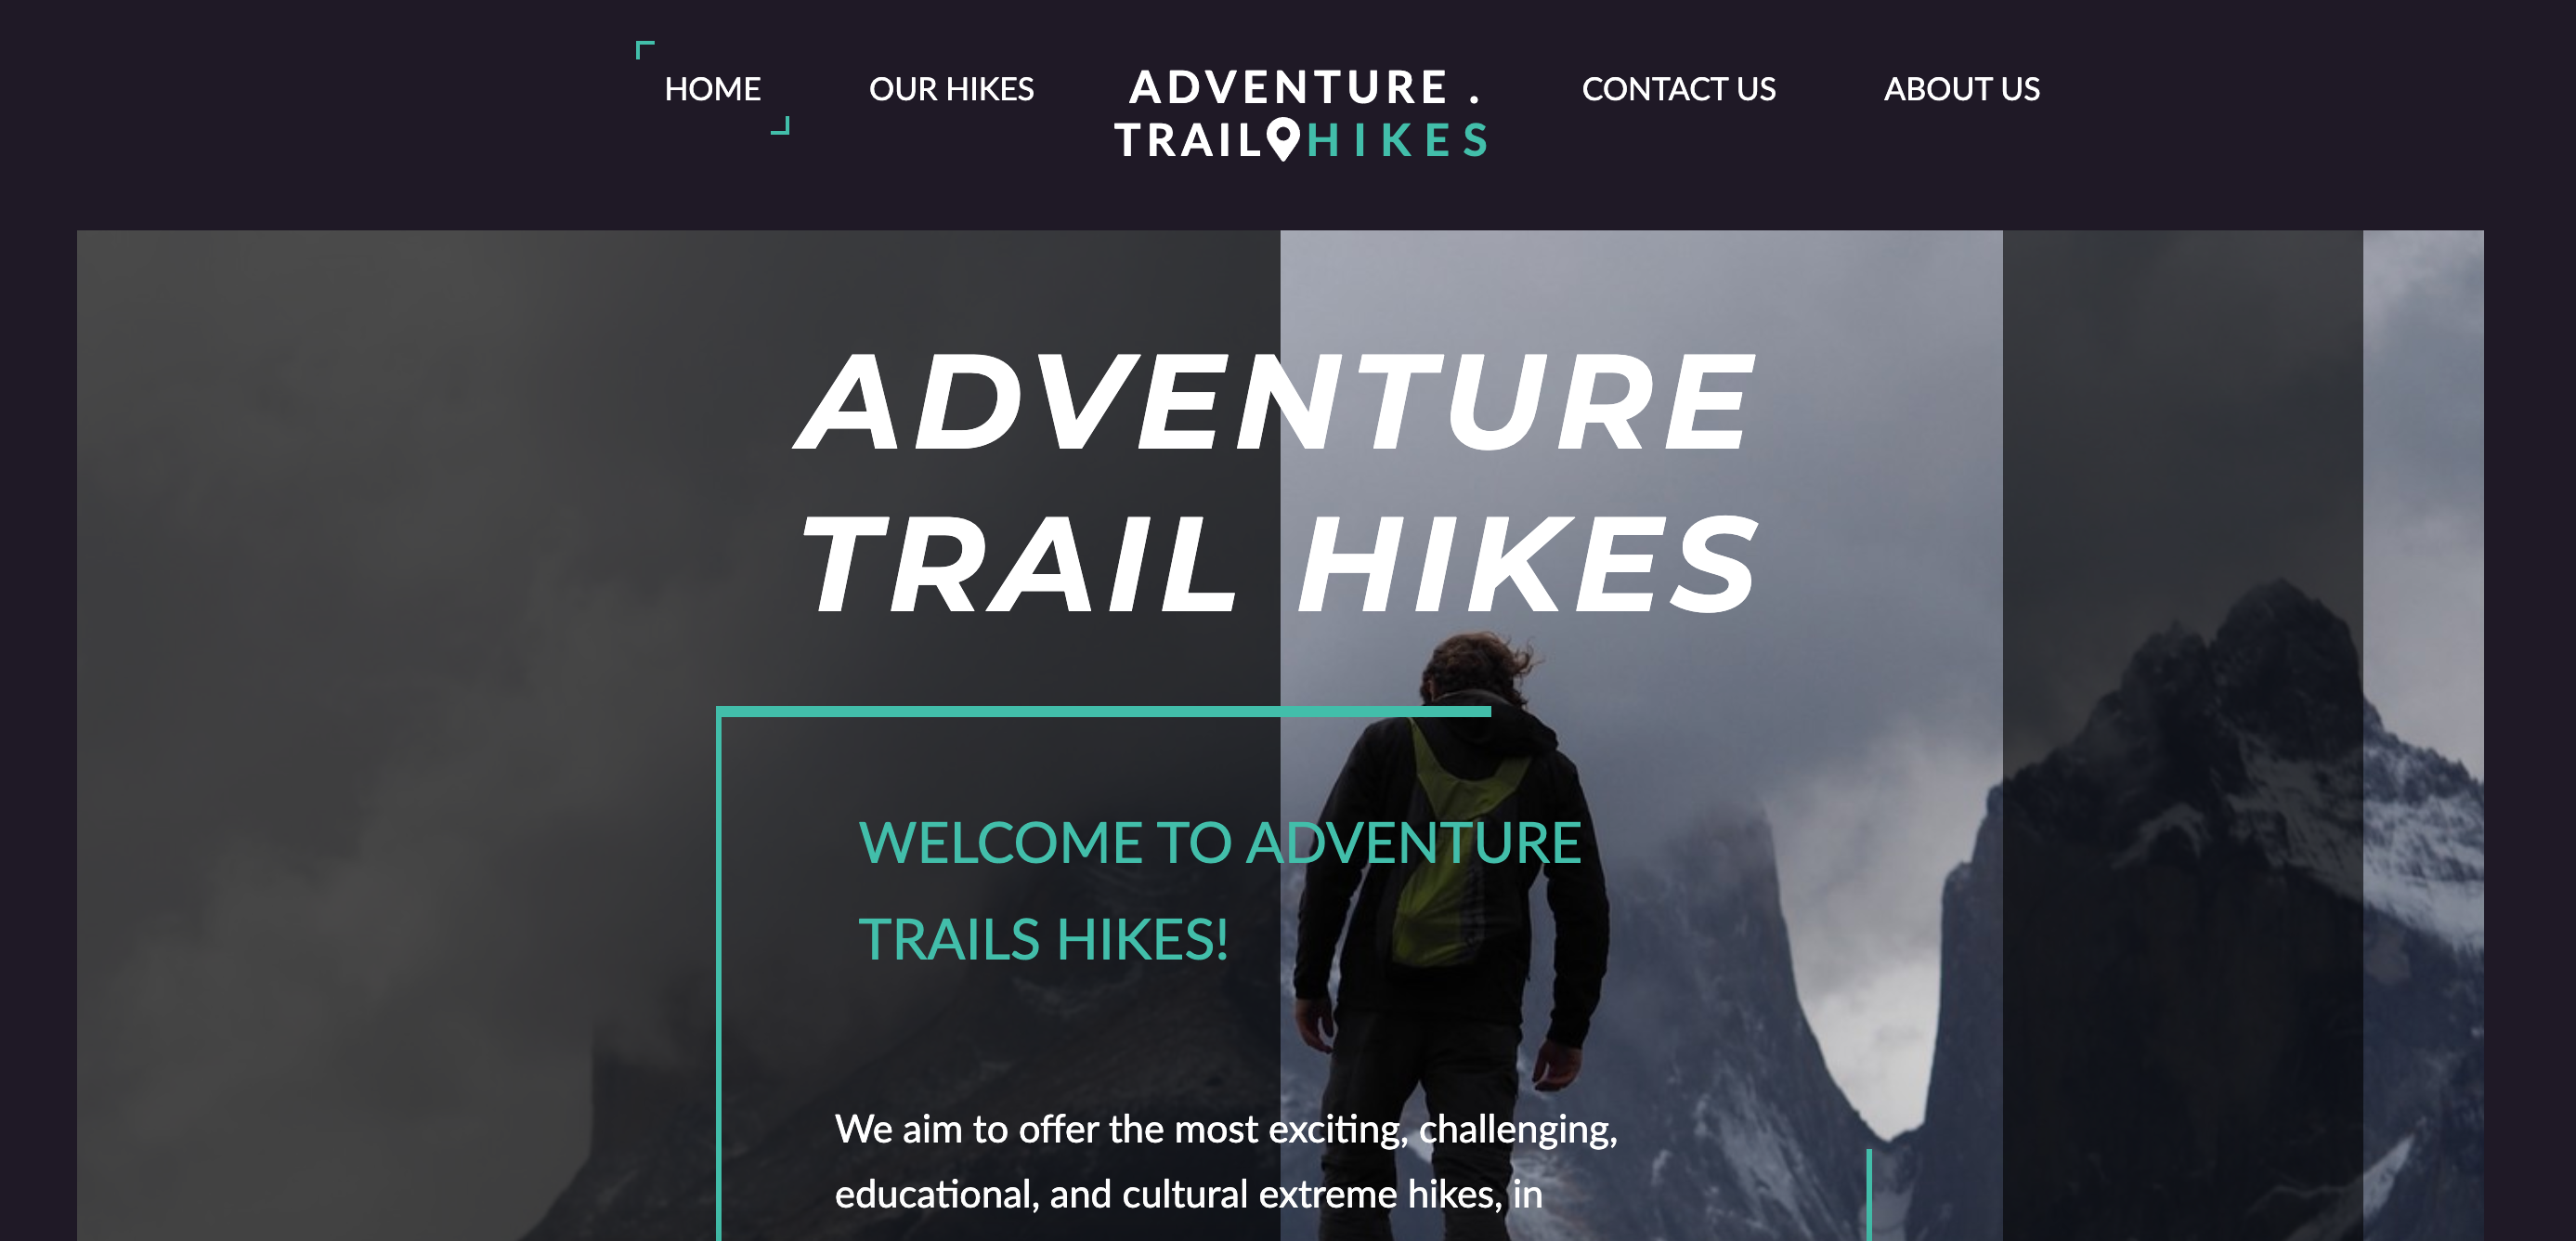 HOME
OUR HIKES
ADVENTURE .
TRAIL HIKES
CONTACT US
ABOUT US
ADVENTURE
TRAIL HIKES
WELCOME TO ADVENTURE
TRAILS HIKES!
We aim to offer the most exciting, challenging,
educational, and cultural extreme hikes, in